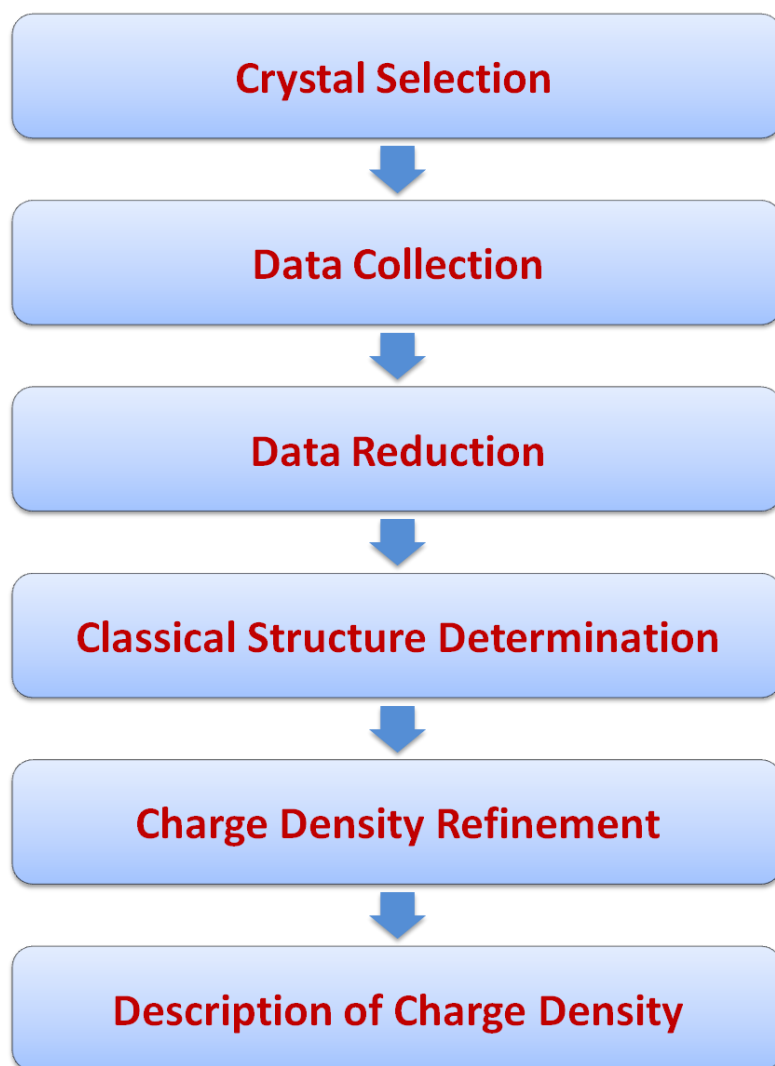 Crystal Selection
Data Collection
Data Reduction
Classical Structure Determination
Charge Density Refinement
Description of Charge Density